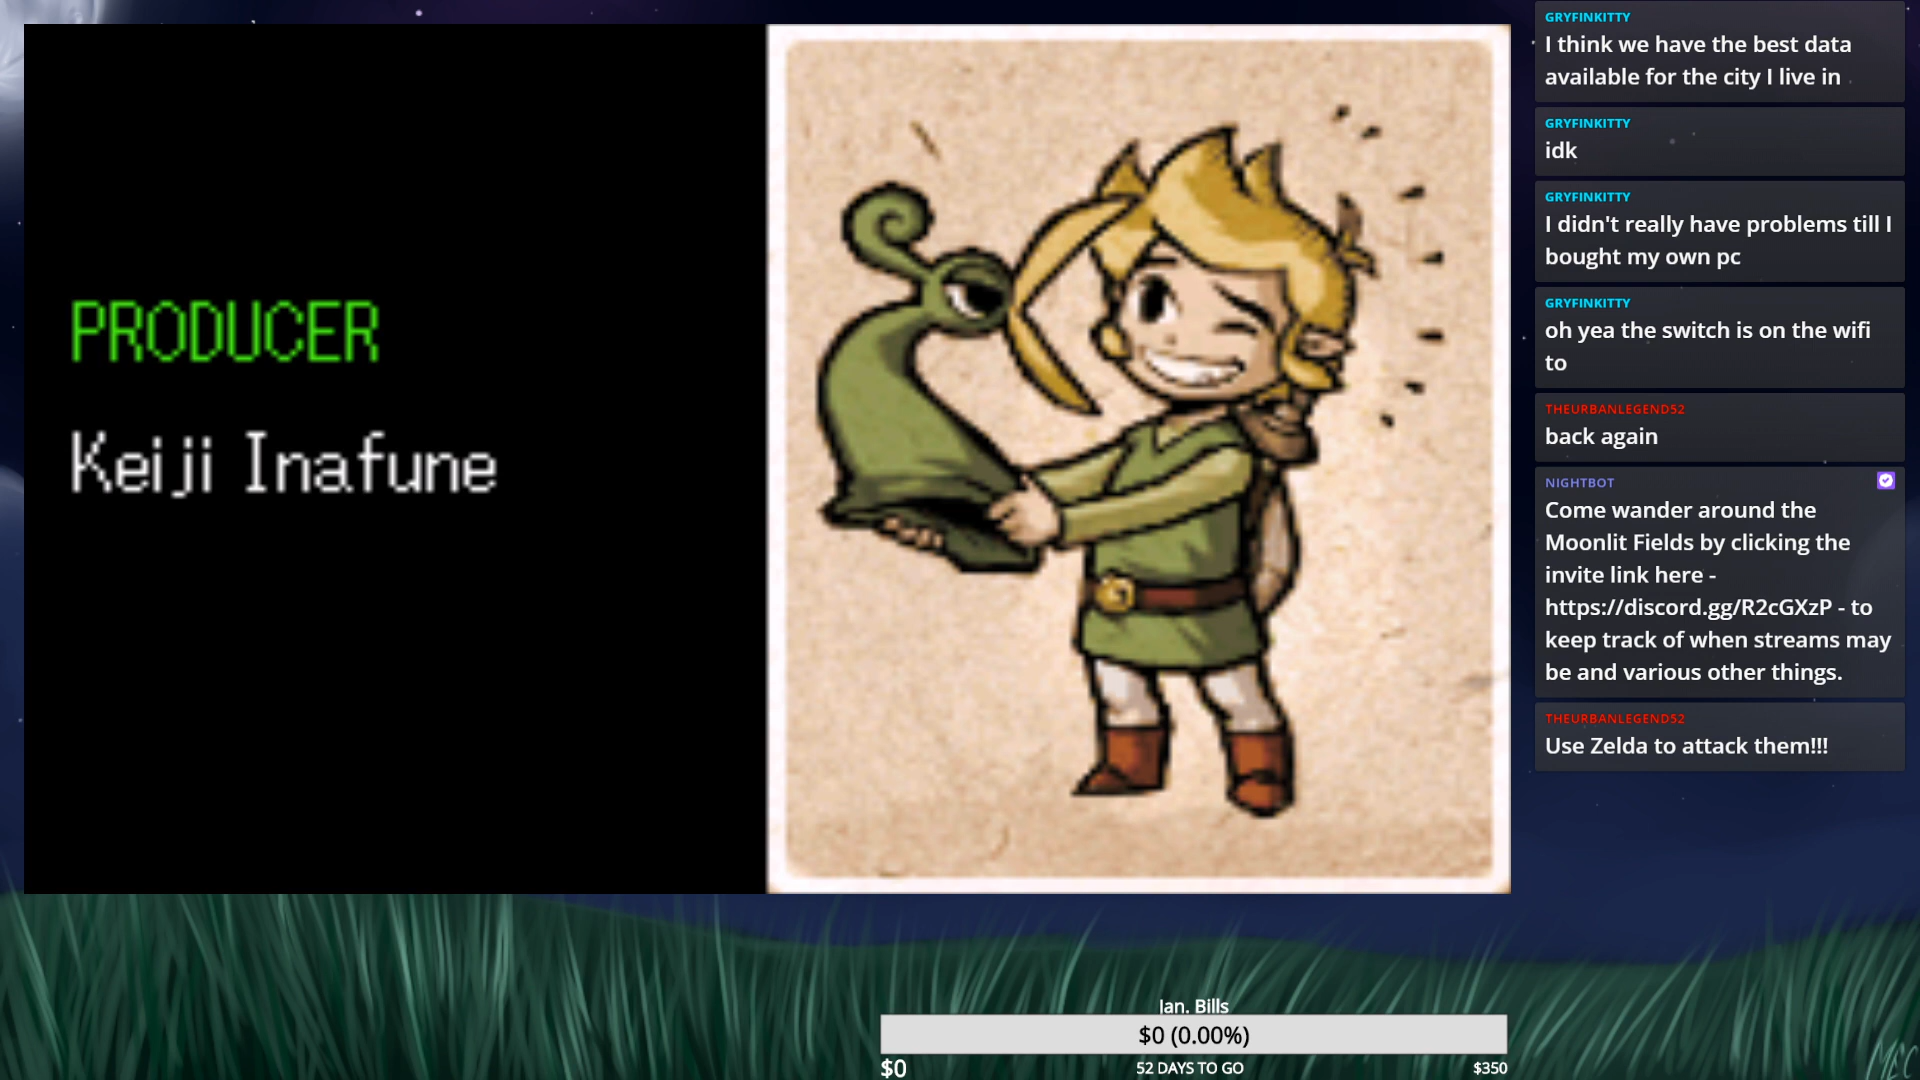 PRODUCER
Keiji Inafune
GRYFINKITTY
I think we have the best data
available for the city I live in
GRYFINKITTY
idk
GRYFINKITTY
I didn't really have problems till I
bought my own pc
GRYFINKITTY
oh yea the switch is on the wifi
to
THEURBANLEGEND52
back again
NIGHTBOT
Come wander around the
Moonlit Fields by clicking the
invite link here -
https://discord.gg/R2cGXzP - to
keep track of when streams may
be and various other things.
THEURBANLEGEND52
Use Zelda to attack them!!!
Jan. Bills
$0 (0.00%)
$0
52 DAYS TO GO
$350